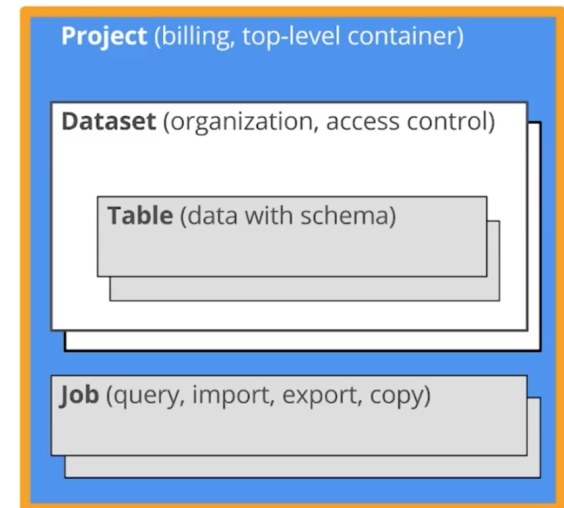 Project (billing, top-level container)
Dataset (organization, access control)
Table (data with schema)
Job (query, import, export, copy)